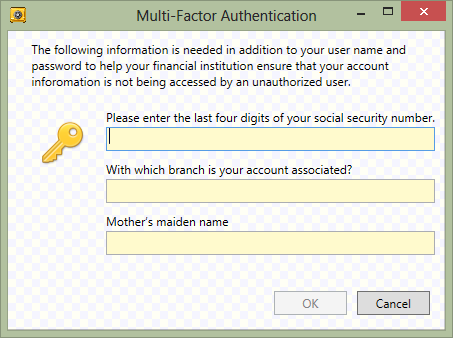 Multi-Factor Authentication
The following information is needed in addition to your user name and
password to help your financial institution ensure that your account
inforomation is not being accessed by an unauthorized user.
Please enter the last four digits of your social security number.
With which branch is your account associated?
Mother's maiden name
OK
Cancel